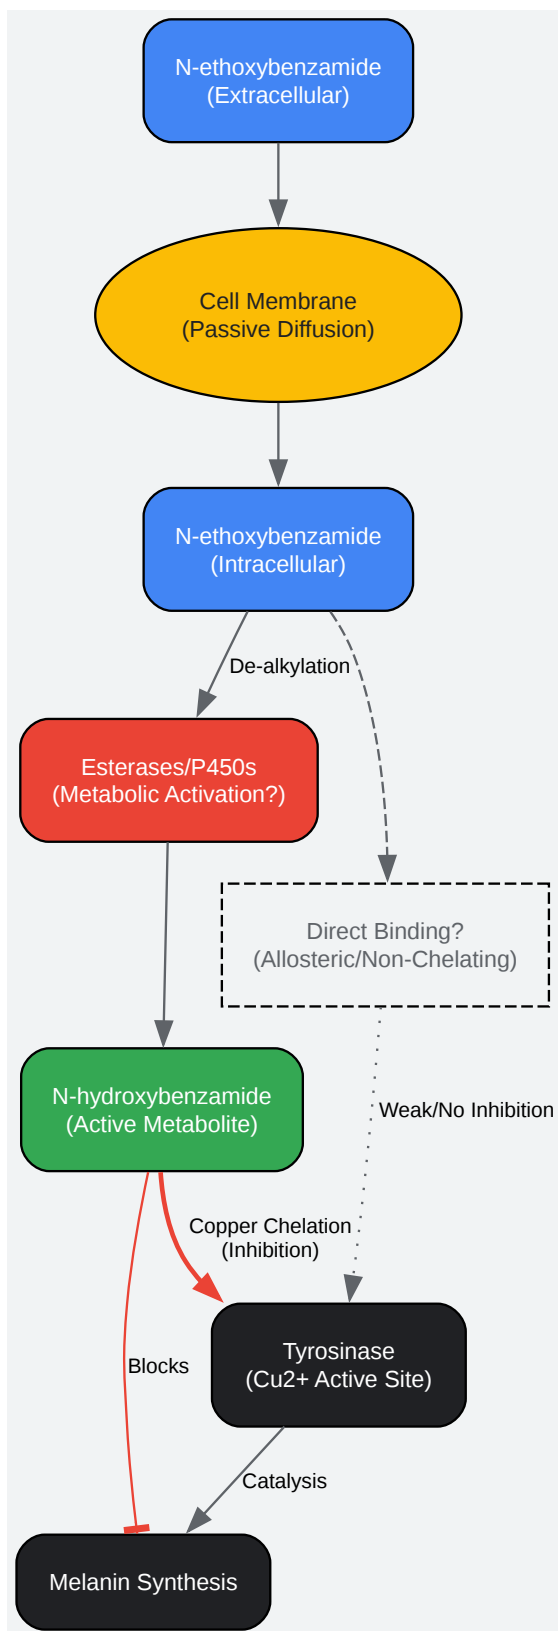 N-ethoxybenzamide
(Extracellular)
Cell Membrane
(Passive Diffusion)
N-ethoxybenzamide
(Intracellular)
De-alkylation
Esterases/P450s
(Metabolic Activation?)
Direct Binding?
(Allosteric/Non-Chelating)
N-hydroxybenzamide
(Active Metabolite)
Weak/No Inhibition
Copper Chelation
(Inhibition)
Tyrosinase
(Cu2+ Active Site)
Blocks
Catalysis
Melanin Synthesis